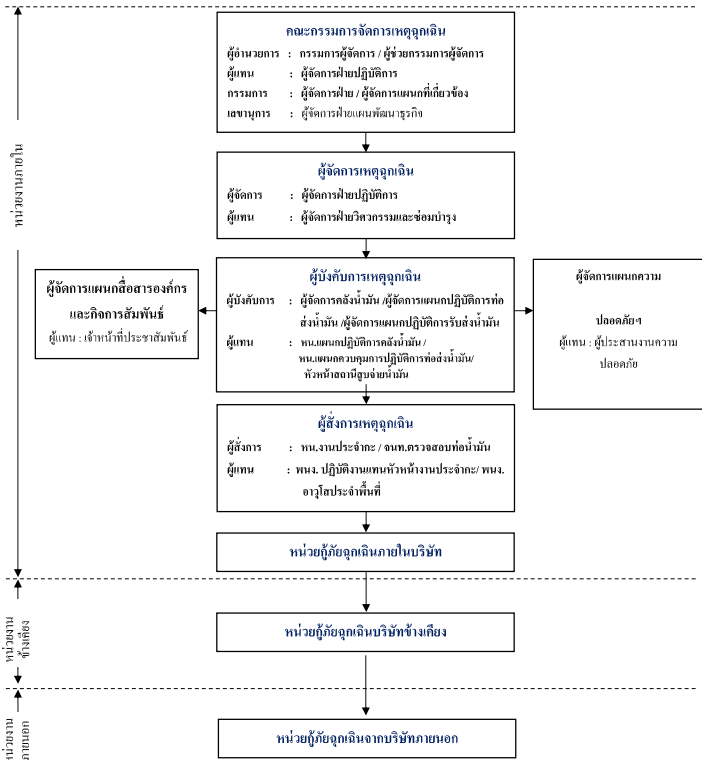 คณะกรรมการจัดการเหตุฉุกเฉิน
ผู้อำนวยการ : กรรมการผู้จัดการ / ผู้ช่วยกรรมการผู้จัดการ
ผู้แทน : ผู้จัดการฝ่ายปฏิบัติการ
กรรมการ : ผู้จัดการฝ่าย / ผู้จัดการแผนกที่เกี่ยวข้อง
เลขานุการ : ผู้จัดการฝ่ายแผนพัฒนาธุรกิจ
หน่วยงานภายใน
ผู้จัดการเหตุฉุกเฉิน
ผู้จัดการ : ผู้จัดการฝ่ายปฏิบัติการ
ผู้แทน : ผู้จัดการฝ่ายวิศวกรรมและซ่อมบำรุง
ผู้จัดการแผนกสื่อสารองค์กร
และกิจการสัมพันธ์
ผู้แทน : เจ้าหน้าที่ประชาสัมพันธ์
ผู้บังคับการเหตุฉุกเฉิน
ผู้บังคับการ : ผู้จัดการคลังน้ำมัน /ผู้จัดการแผนกปฏิบัติการท่อ
ส่งน้ำมัน /ผู้จัดการแผนกปฏิบัติการรับส่งน้ำมัน
ผู้แทน : หน.แผนกปฏิบัติการคลังน้ำมัน /
หน.แผนกควบคุมการปฏิบัติการท่อส่งน้ำมัน/
หัวหน้าสถานีสูบจ่ายน้ำมัน
ผู้จัดการแผนกความ
ปลอดภัยฯ
ผู้แทน : ผู้ประสานงานความ
ปลอดภัย
ผู้สั่งการเหตุฉุกเฉิน
ผู้สั่งการ : หน.งานประจำกะ / จนท.ตรวจสอบท่อน้ำมัน
ผู้แทน : พนง. ปฏิบัติงานแทนหัวหน้างานประจำกะ/ พนง.
อาวุโสประจำพื้นที่
หน่วยกู้ภัยฉุกเฉินภายในบริษัท
หน่วยงาน
ข้างเคียง
หน่วยกู้ภัยฉุกเฉินบริษัทข้างเคียง
หน่วยงาน
ภายนอก
หน่วยกู้ภัยฉุกเฉินจากบริษัทภายนอก